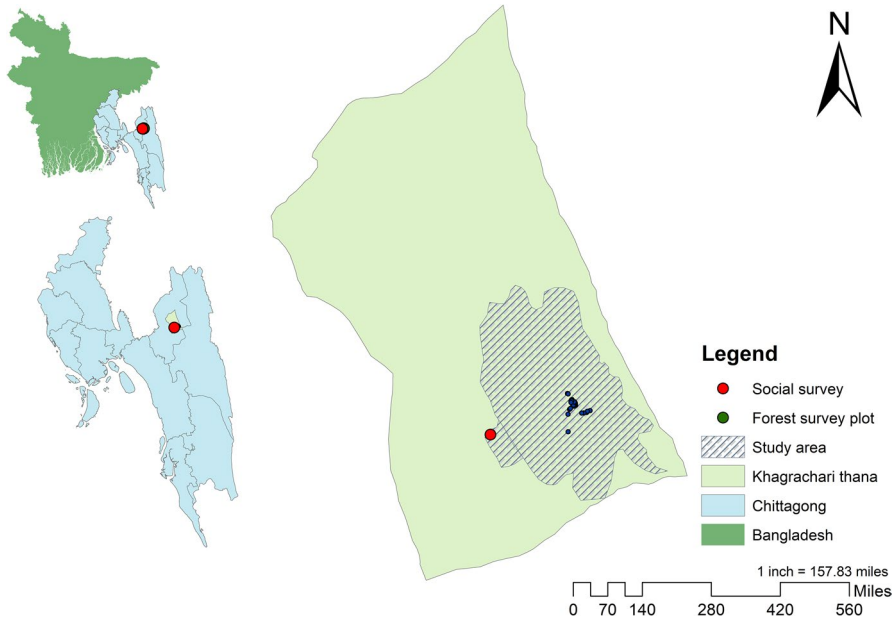 N
Legend
Social survey
Forest survey plot
Study area
Khagrachari thana
Chittagong
Bangladesh
1 inch = 157.83 miles
Miles
0 70 140 280 420 560